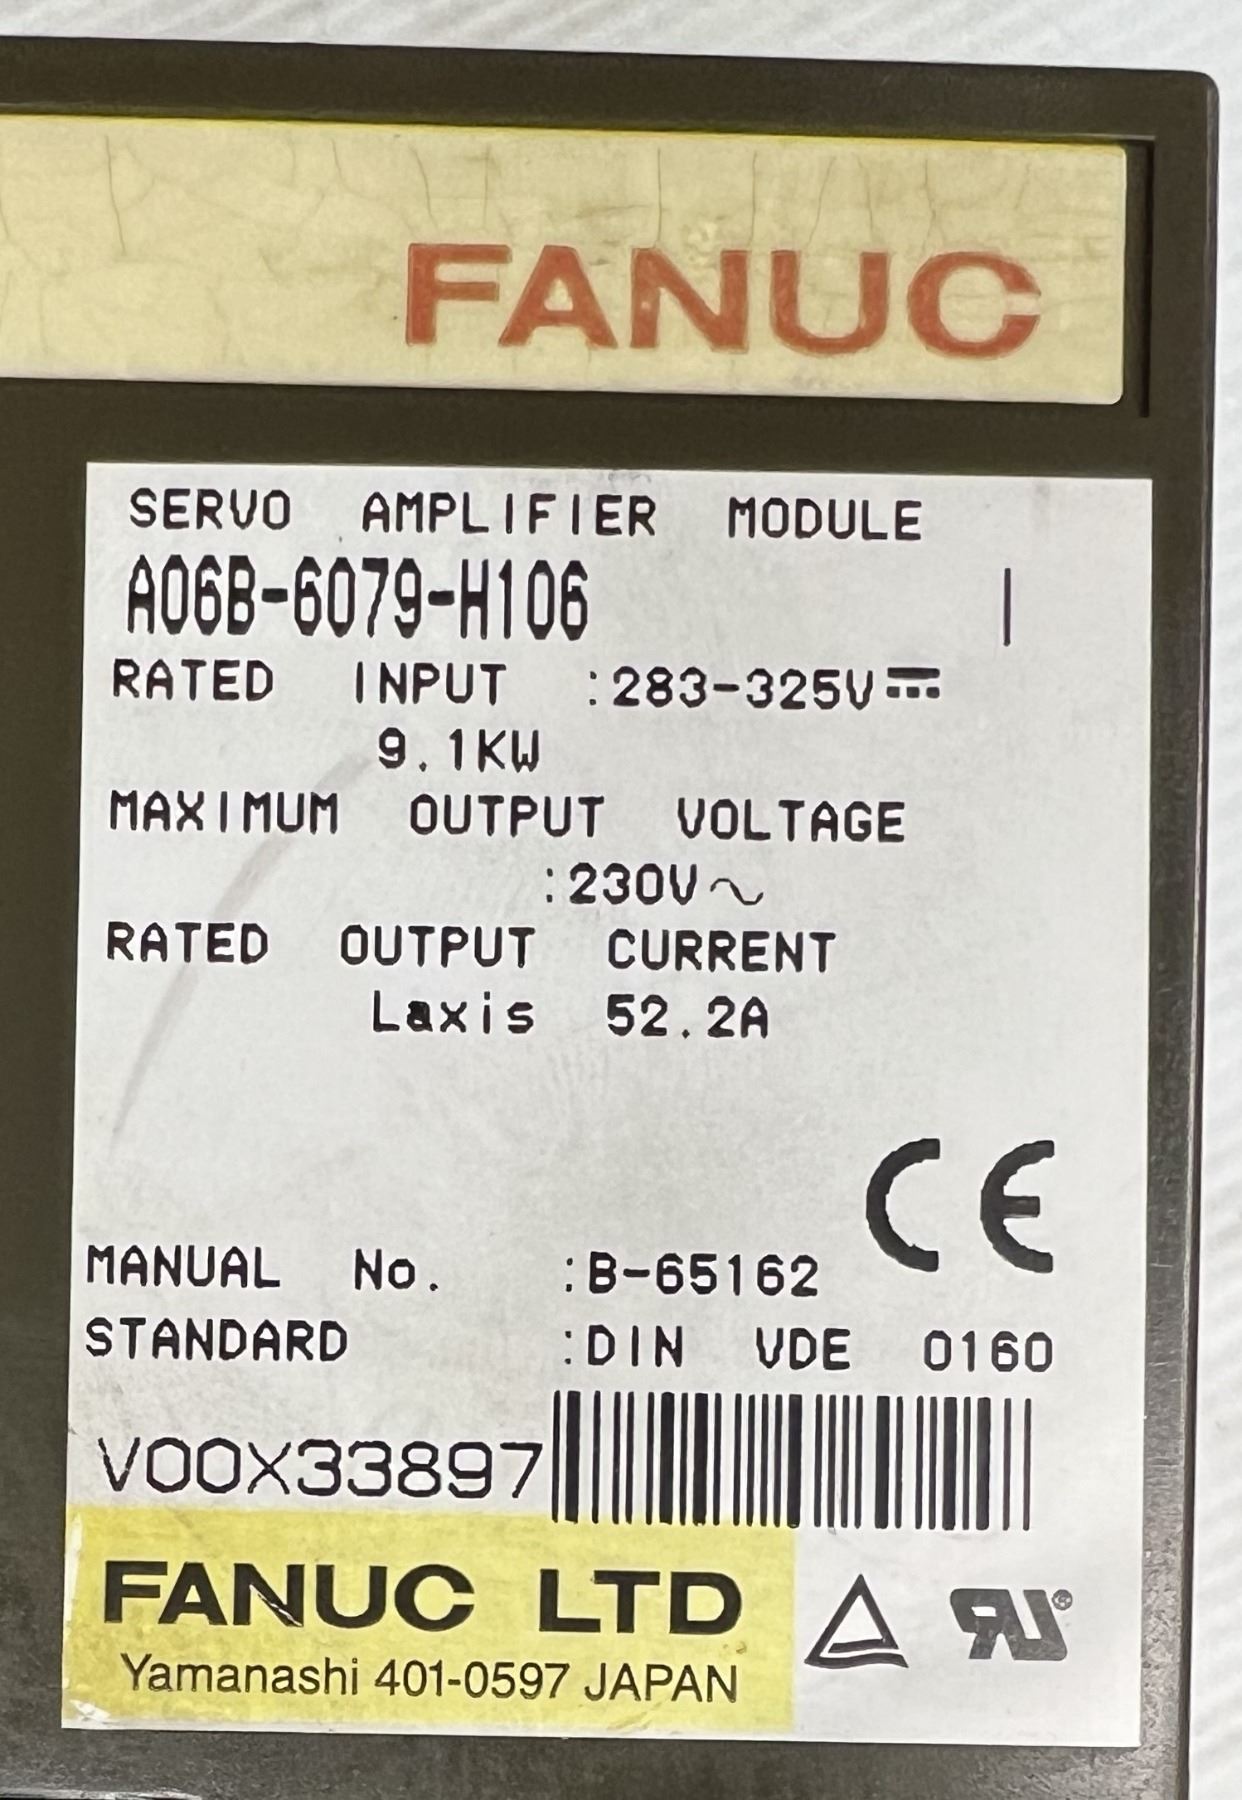 FANUC
SERVO AMPLIFIER MODULE
A06B-6079-H106
RATED INPUT :283-325V⎓
9.1KW
MAXIMUM OUTPUT VOLTAGE
:230V~
RATED OUTPUT CURRENT
Laxis 52.2A
CE
MANUAL No. :B-65162
STANDARD :DIN VDE 0160
V00X33897
FANUC LTD
Yamanashi 401-0597 JAPAN
RU®